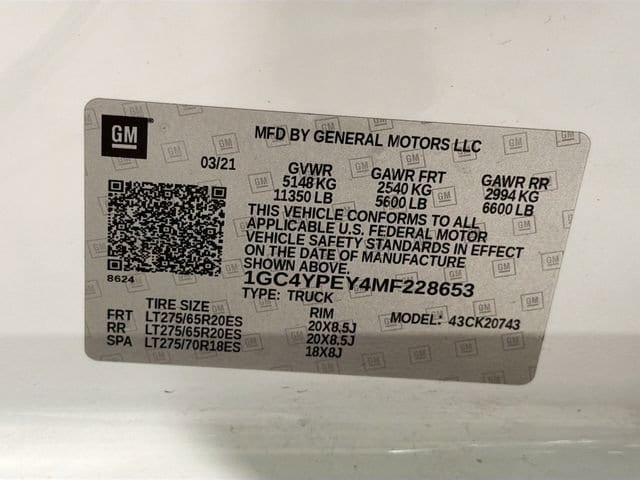 GM
MFD BY GENERAL MOTORS LLC
03/21
GVWR GAWR FRT GAWR RR
5148 KG 2540 KG 2994 KG
11350 LB 5600 LB 6600 LB
THIS VEHICLE CONFORMS TO ALL
APPLICABLE U.S. FEDERAL MOTOR
VEHICLE SAFETY STANDARDS IN EFFECT
ON THE DATE OF MANUFACTURE
SHOWN ABOVE.
8624
1GC4YPEY4MF228653
TYPE: TRUCK
TIRE SIZE RIM MODEL: 43CK20743
FRT LT275/65R20ES 20X8.5J
RR LT275/65R20ES 20X8.5J
SPA LT275/70R18ES 18X8J